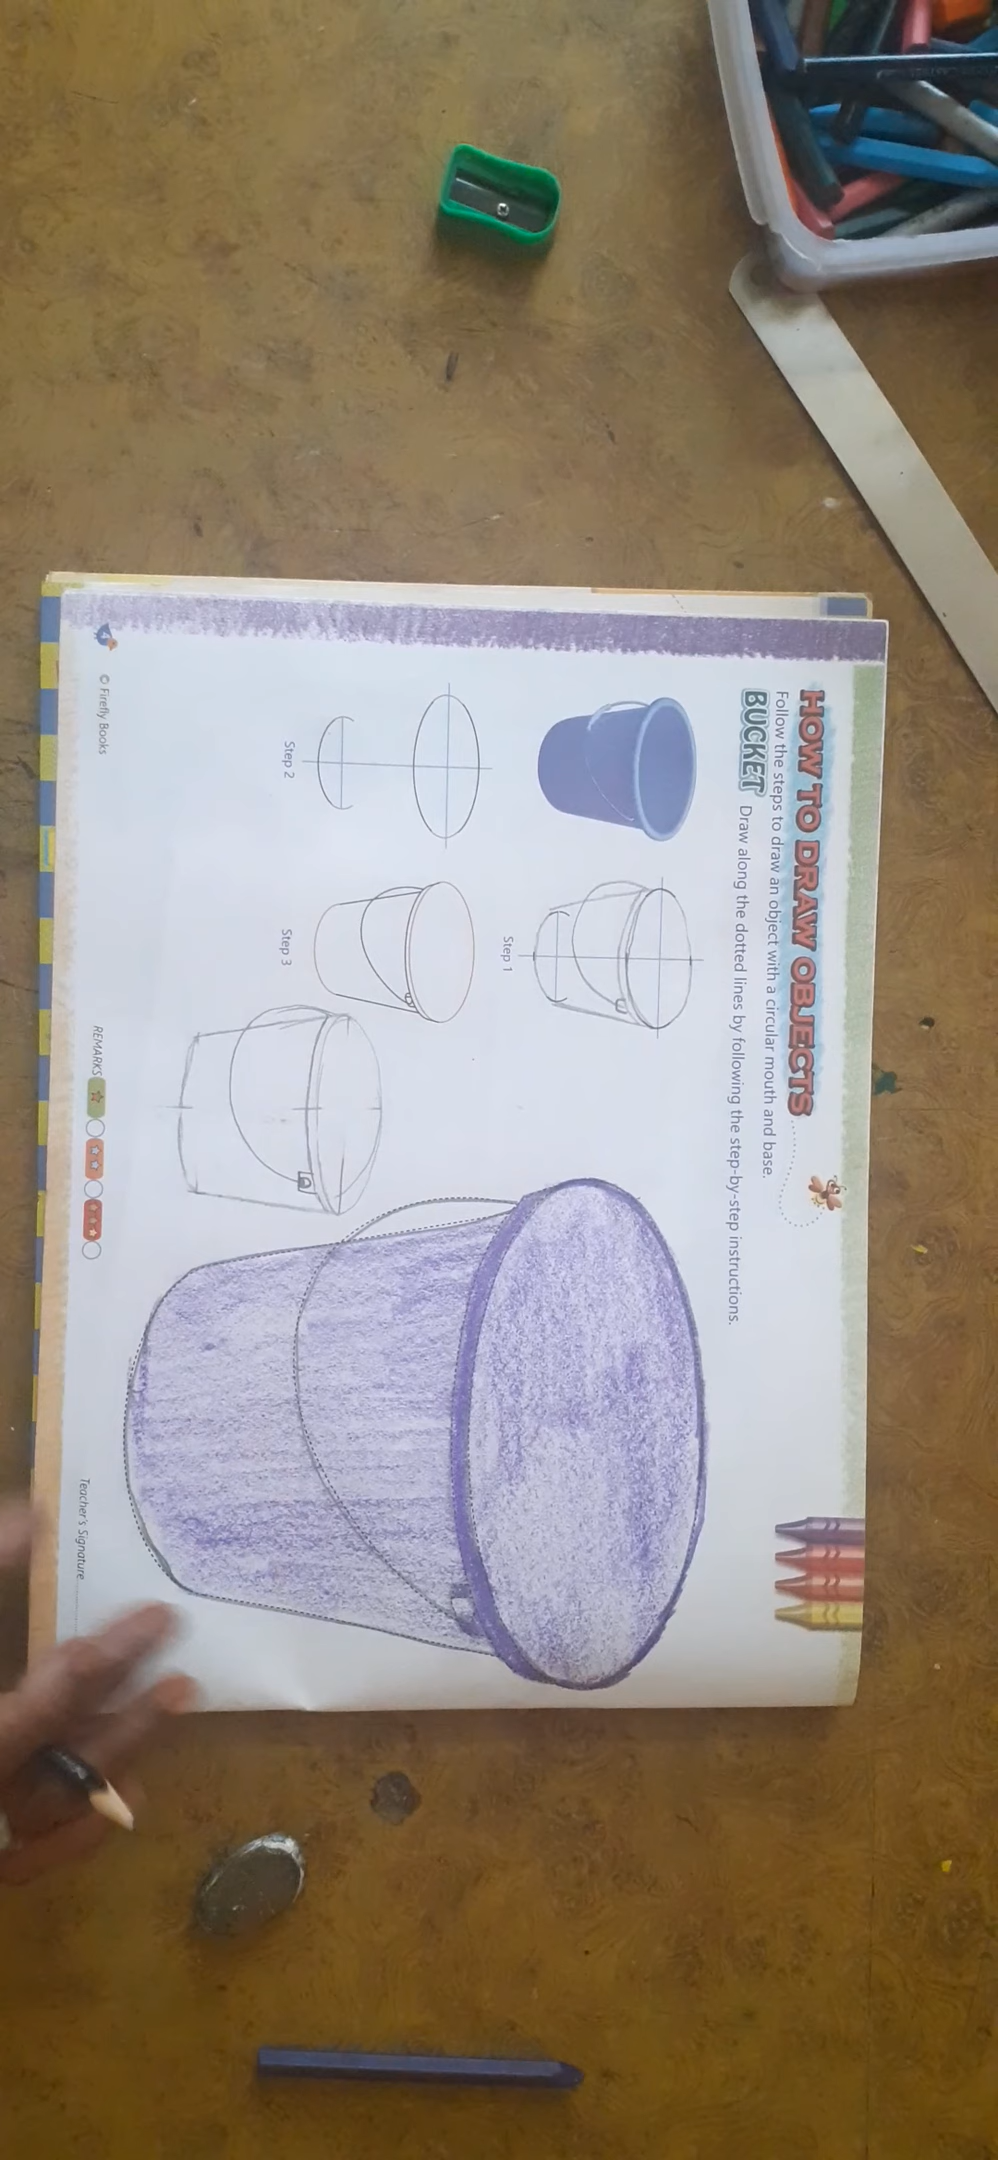 HOW TO DRAW OBJECTS
Follow the steps to draw an object with a circular mouth and base.
BUCKET Draw along the dotted lines by following the step-by-step instructions.
Step 1
Step 2
Step 3
REMARKS
Teacher's Signature
4
© Firefly Books